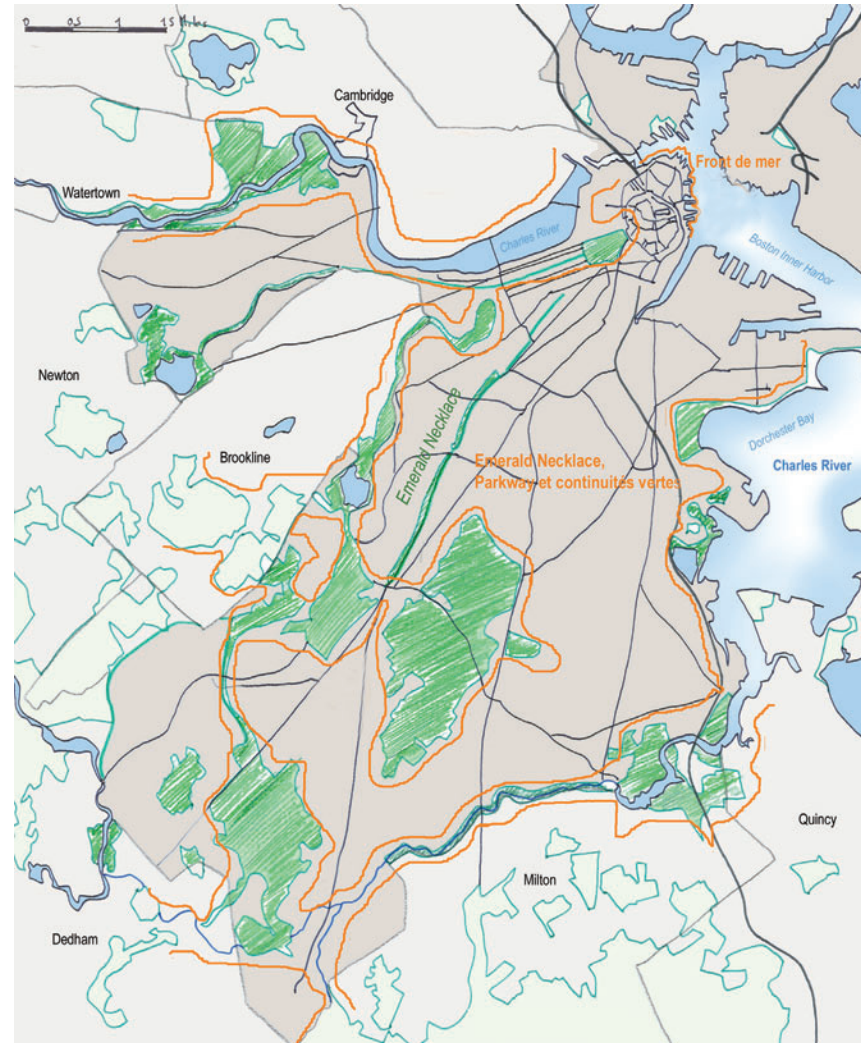 0 0.5 1 1.5 Miles
Cambridge
Front de mer
Watertown
Charles River
Boston Inner Harbor
Newton
Emerald Necklace
Dorchester Bay
Brookline
Emerald Necklace,
Parkway et continuités vertes
Charles River
Quincy
Milton
Dedham